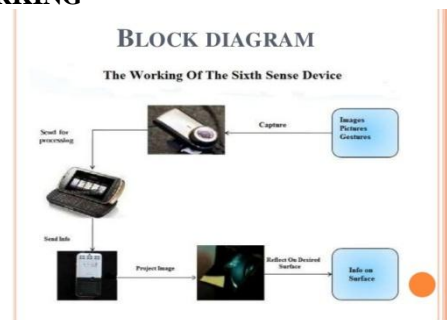 RKING
BLOCK DIAGRAM
The Working Of The Sixth Sense Device
Send for
processing
Capture
Images
Pictures
Gestures
Send Info
Project Image
Reflect On Desired
Surface
Info on
Surface